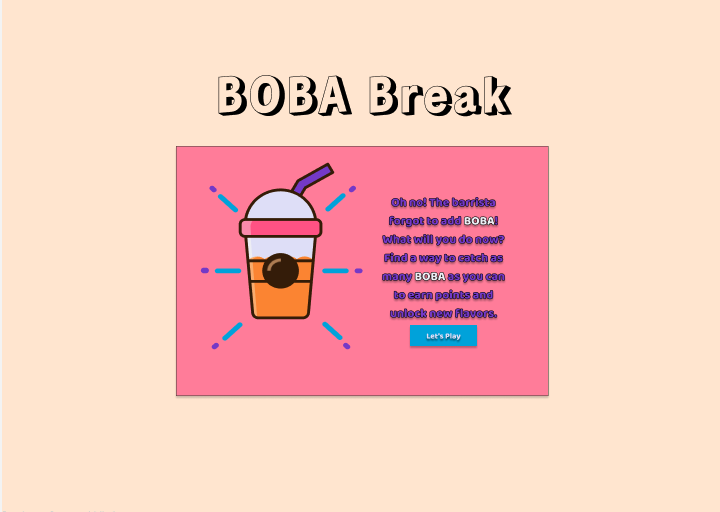 BOBA Break
Oh no! The barrista
forgot to add BOBA!
What will you do now?
Find a way to catch as
many BOBA as you can
to earn points and
unlock new flavors.
Let's Play